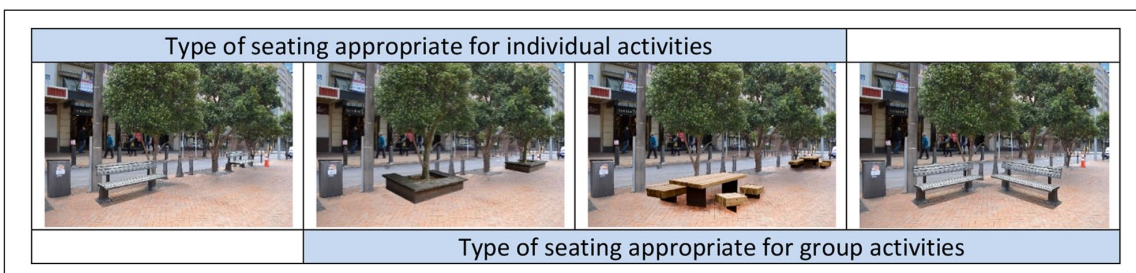 Type of seating appropriate for individual activities
Type of seating appropriate for group activities